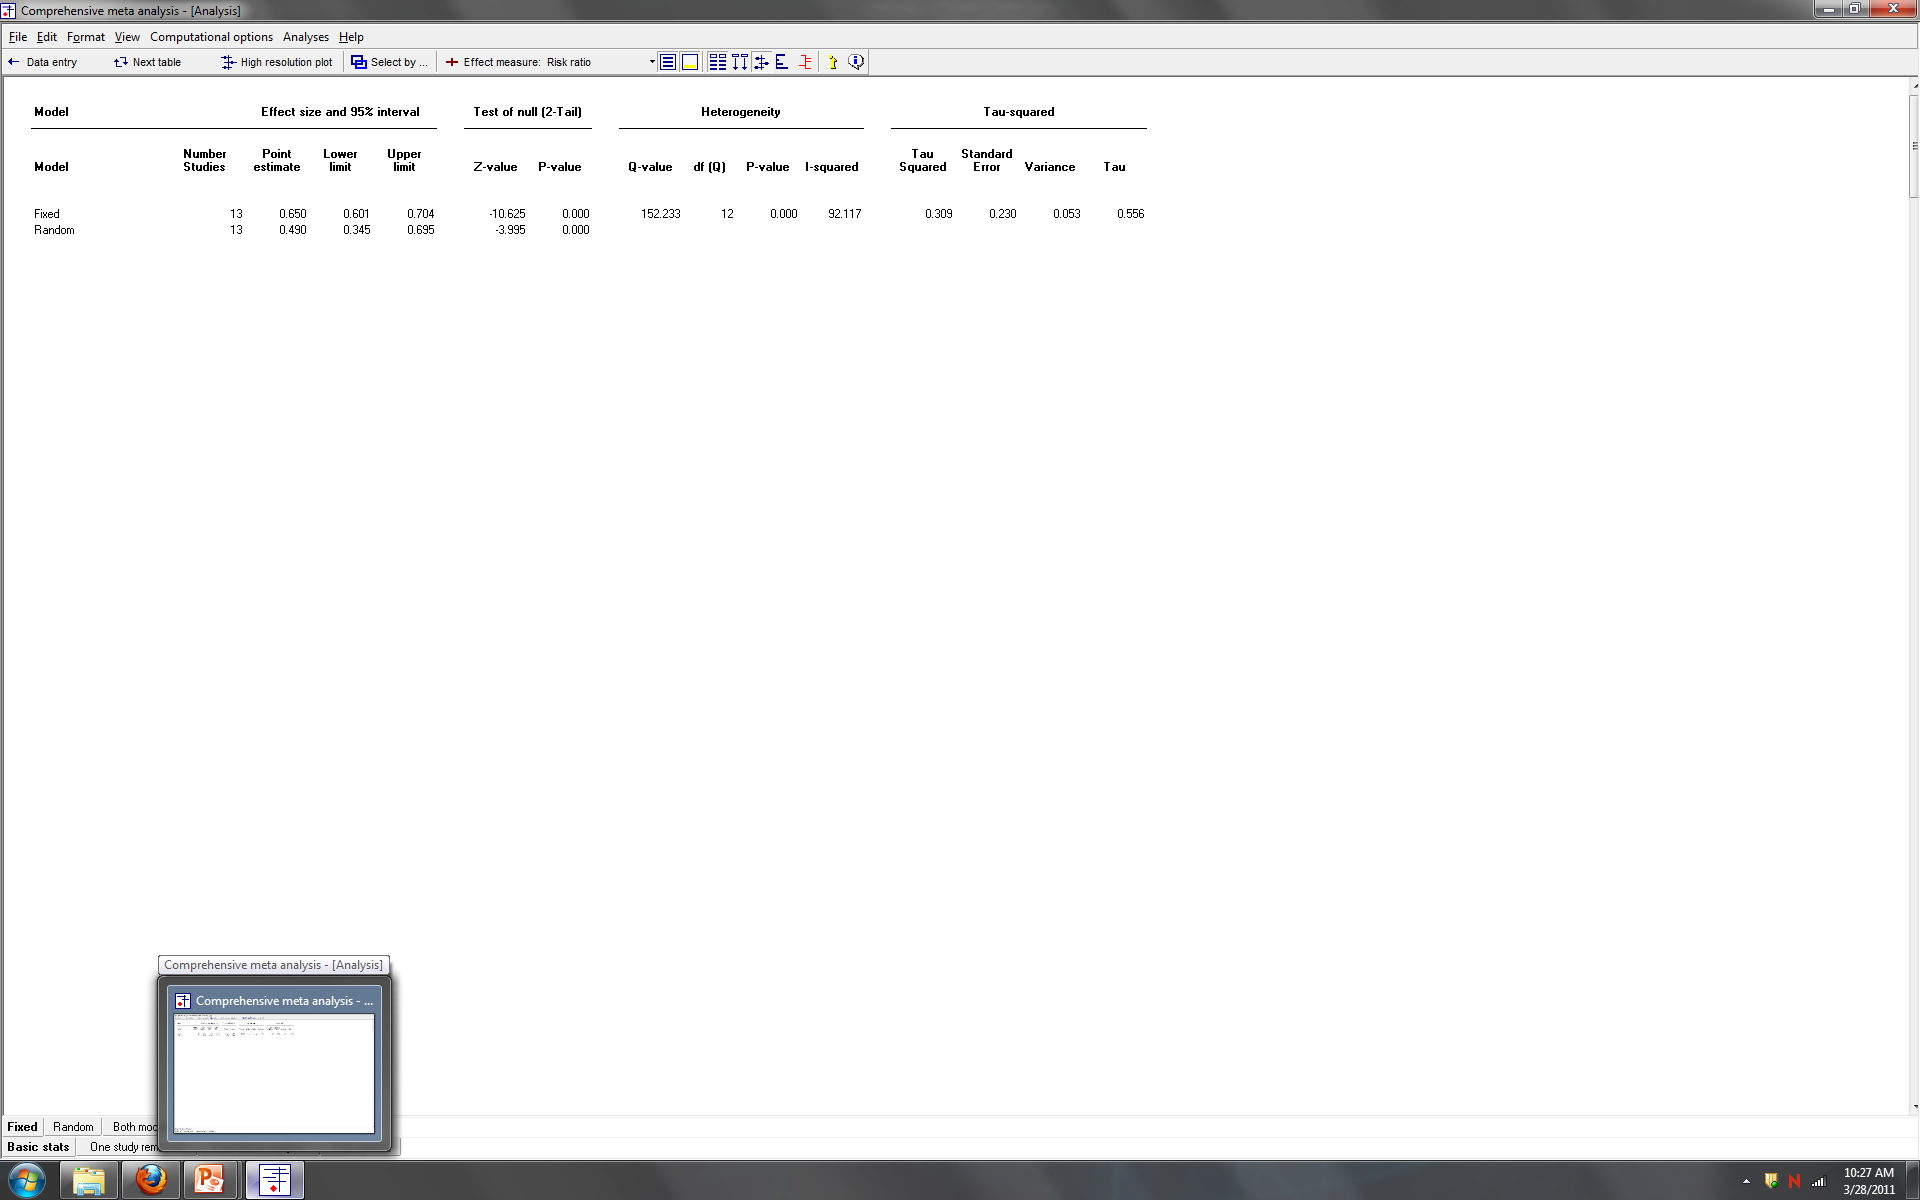 Comprehensive meta analysis - [Analysis]
File Edit Format View Computational options Analyses Help
Data entry Next table High resolution plot Select by ... Effect measure: Risk ratio
Model Effect size and 95% interval Test of null (2-Tail) Heterogeneity Tau-squared
Number Point Lower Upper Tau Standard
Model Studies estimate limit limit Z-value P-value Q-value df (Q) P-value I-squared Squared Error Variance Tau
Fixed 13 0.650 0.601 0.704 -10.625 0.000 152.233 12 0.000 92.117 0.309 0.230 0.053 0.556
Random 13 0.490 0.345 0.695 -3.995 0.000
Comprehensive meta analysis - [Analysis]
Comprehensive meta analysis - ...
Fixed Random Both mod
Basic stats One study rem
10:27 AM
3/28/2011